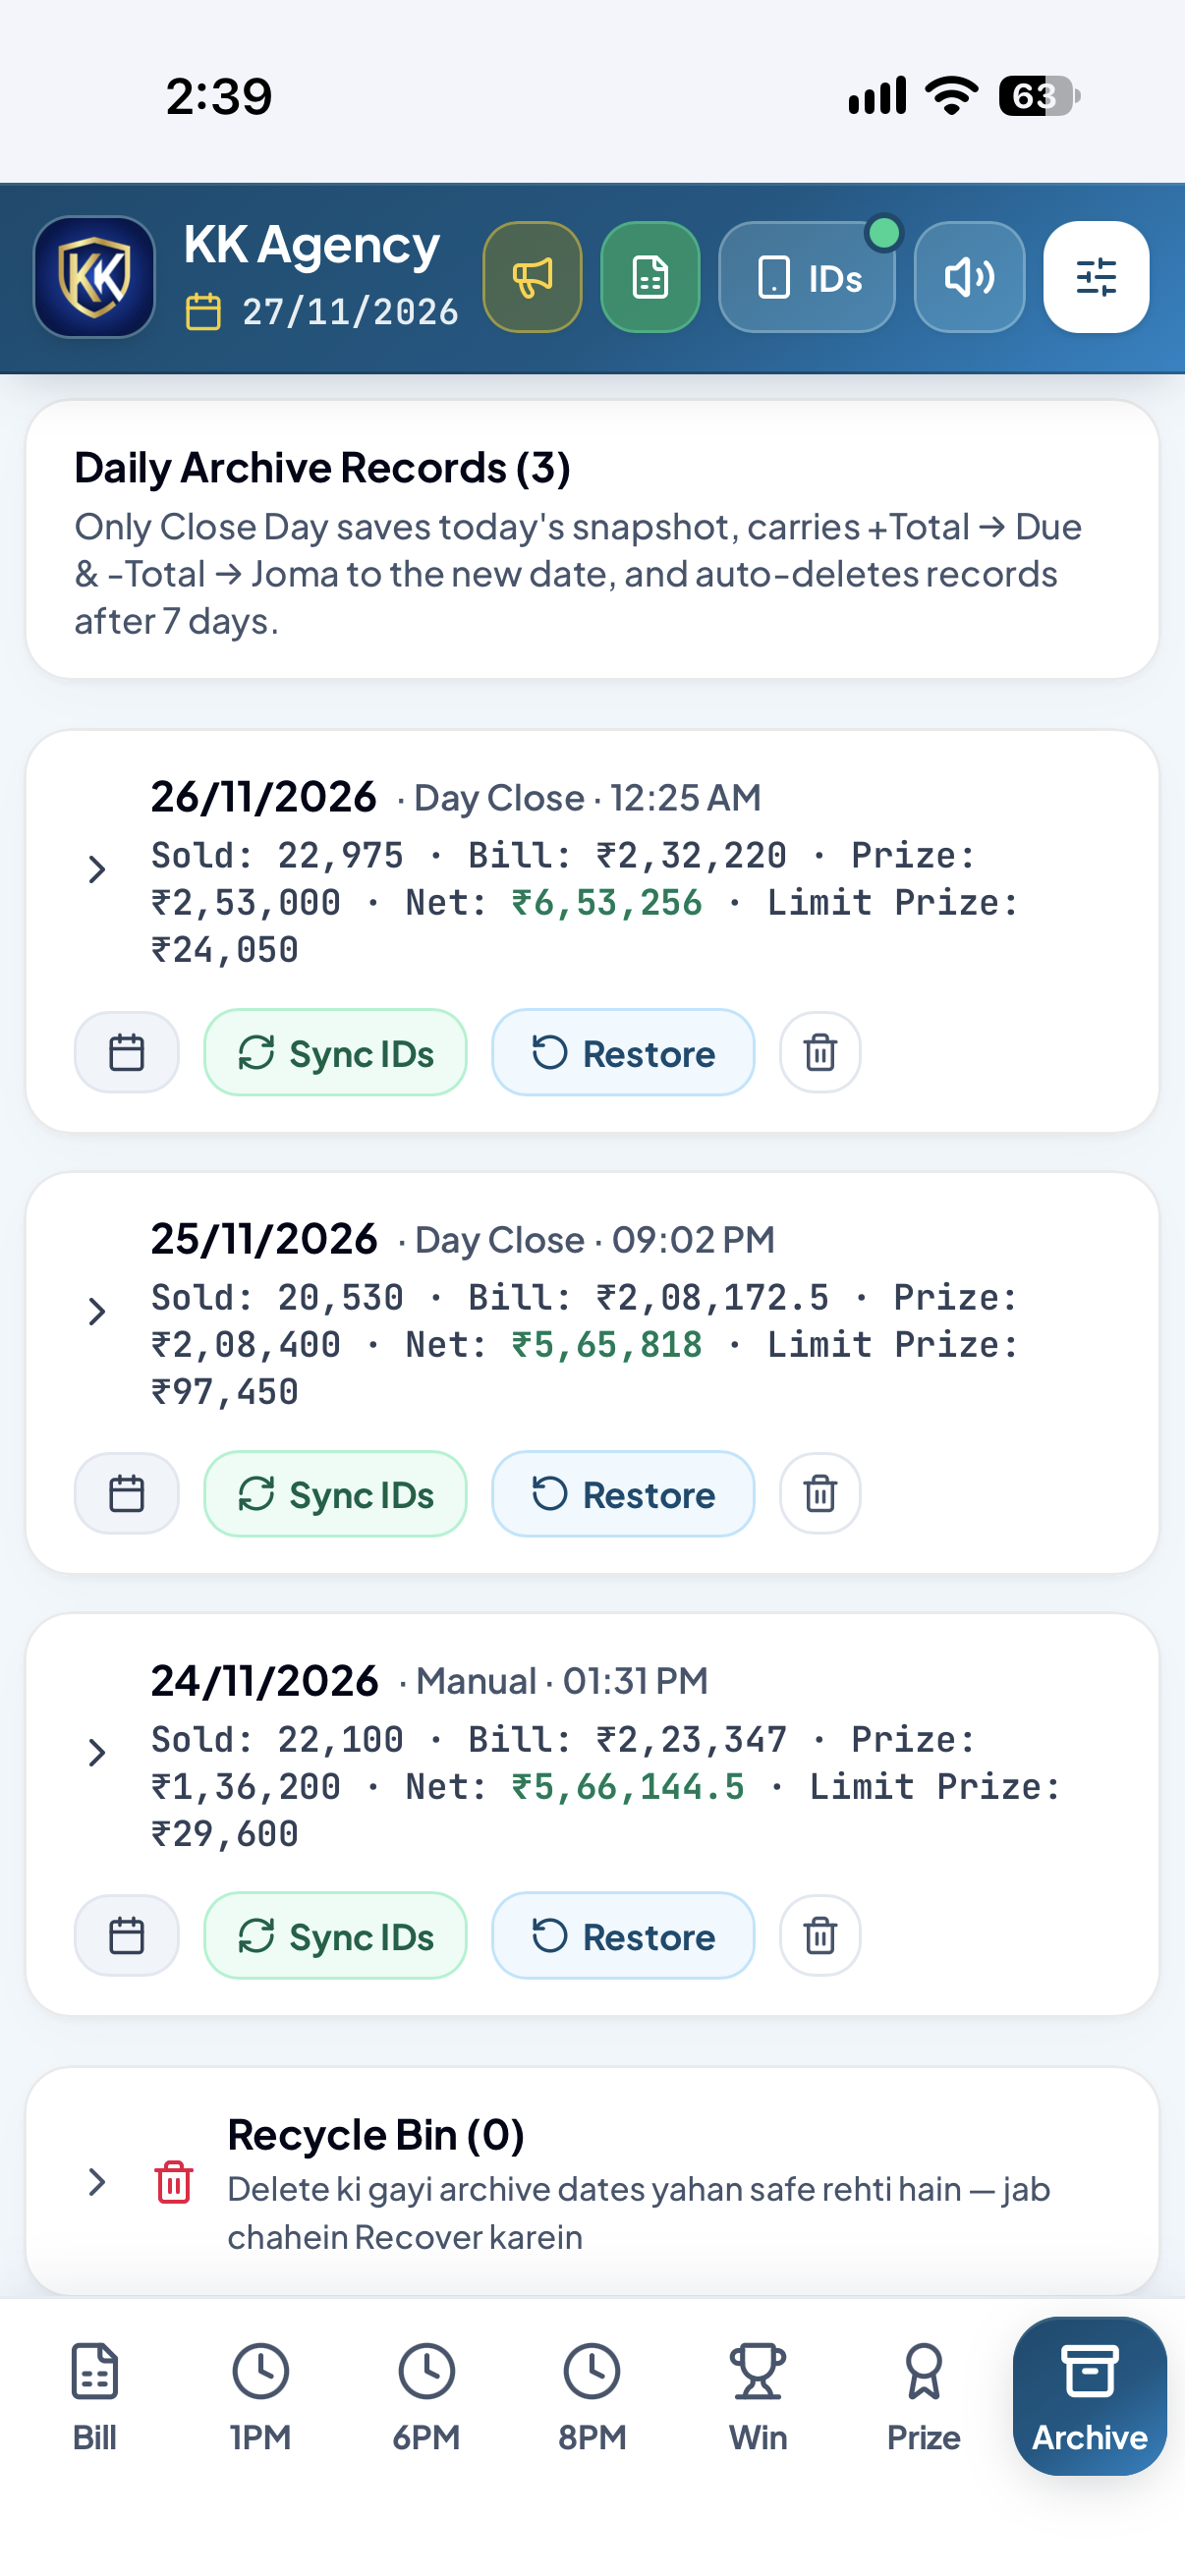 2:39
63
KK
KK Agency
27/11/2026
IDs
Daily Archive Records (3)
Only Close Day saves today's snapshot, carries +Total → Due
& -Total → Joma to the new date, and auto-deletes records
after 7 days.
26/11/2026 · Day Close · 12:25 AM
Sold: 22,975 · Bill: ₹2,32,220 · Prize:
₹2,53,000 · Net: ₹6,53,256 · Limit Prize:
₹24,050
Sync IDs
Restore
25/11/2026 · Day Close · 09:02 PM
Sold: 20,530 · Bill: ₹2,08,172.5 · Prize:
₹2,08,400 · Net: ₹5,65,818 · Limit Prize:
₹97,450
Sync IDs
Restore
24/11/2026 · Manual · 01:31 PM
Sold: 22,100 · Bill: ₹2,23,347 · Prize:
₹1,36,200 · Net: ₹5,66,144.5 · Limit Prize:
₹29,600
Sync IDs
Restore
Recycle Bin (0)
Delete ki gayi archive dates yahan safe rehti hain — jab
chahein Recover karein
Bill
1PM
6PM
8PM
Win
Prize
Archive